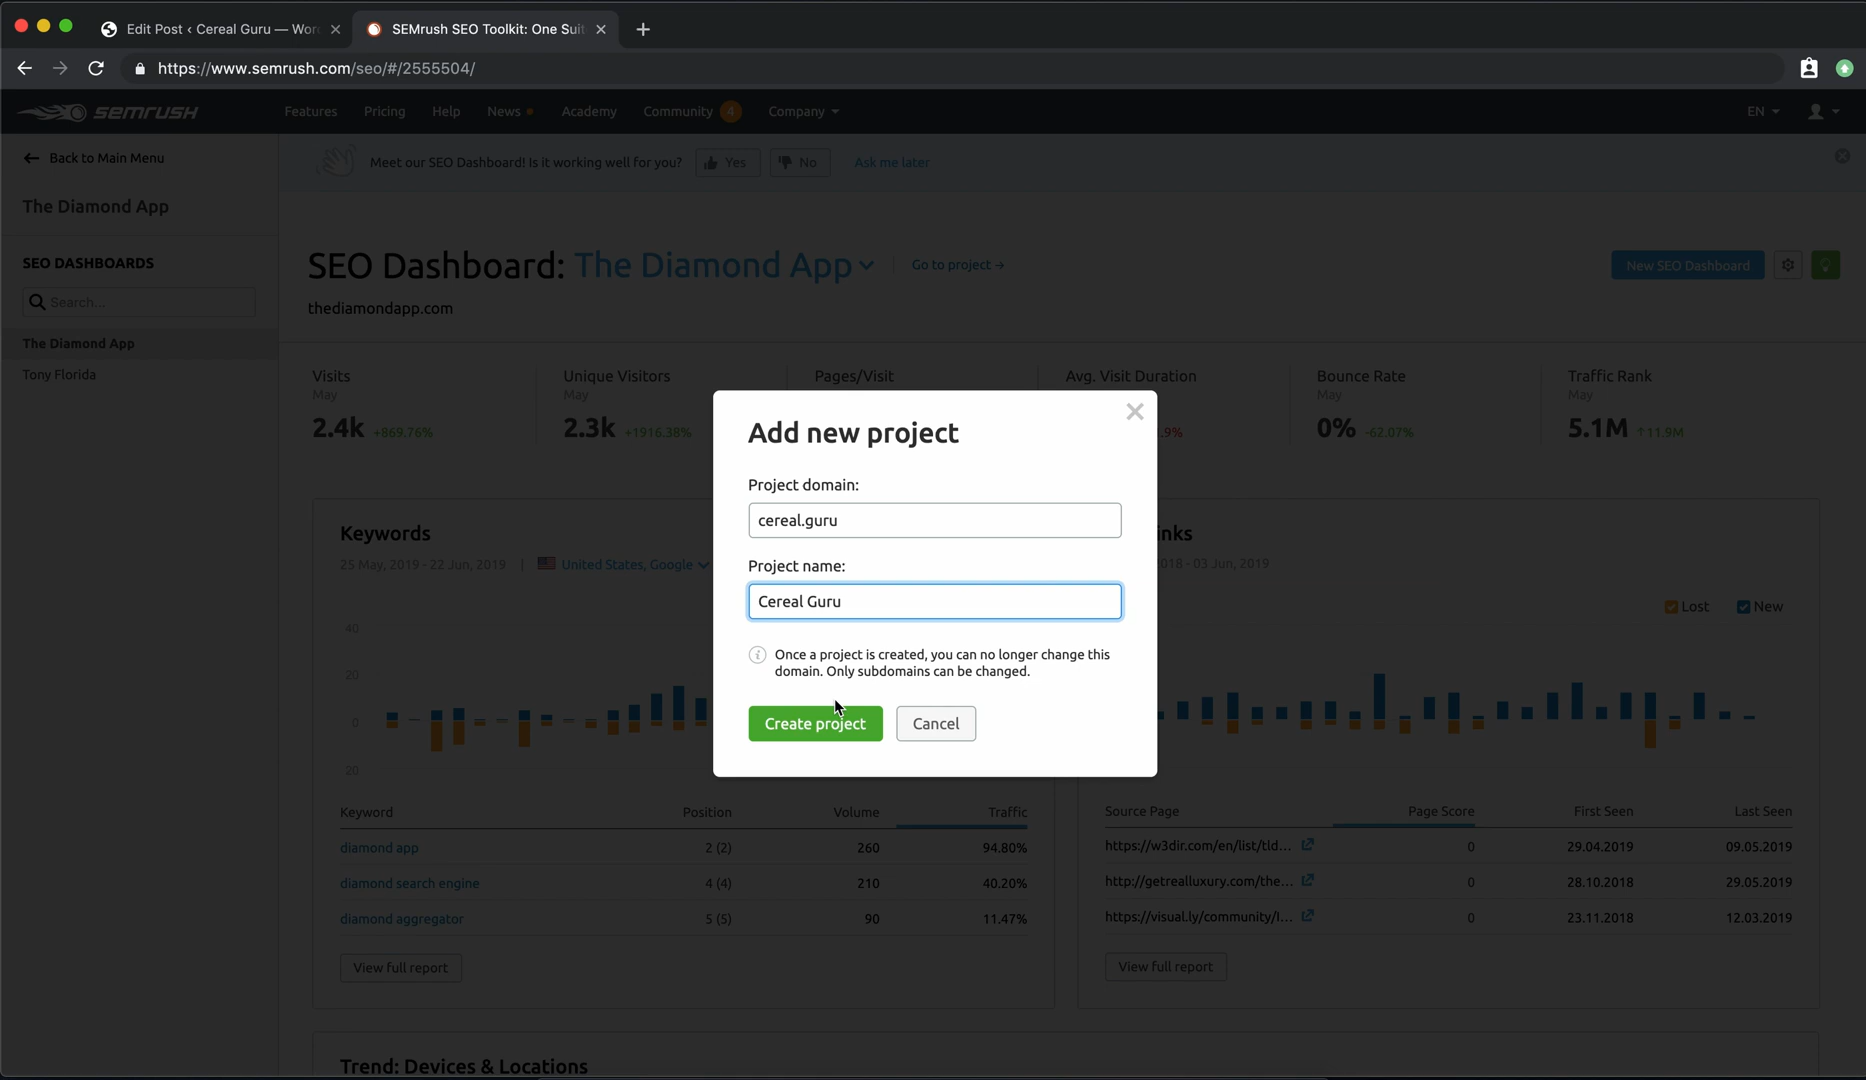 Edit Post ‹ Cereal Guru — Wor
SEMrush SEO Toolkit: One Sui
https://www.semrush.com/seo/#/2555504/
SEMRUSH
Features
Pricing
Help
News
Academy
Community 4
Company
EN
Back to Main Menu
Meet our SEO Dashboard! Is it working well for you?
Yes
No
Ask me later
The Diamond App
SEO DASHBOARDS
Search...
The Diamond App
Tony Florida
SEO Dashboard: The Diamond App
Go to project →
New SEO Dashboard
thediamondapp.com
Visits
May
2.4k +869.76%
Unique Visitors
May
2.3k +1916.38%
Pages/Visit
Avg. Visit Duration
.9%
Bounce Rate
May
0% -62.07%
Traffic Rank
May
5.1M ↑11.9M
Add new project
Project domain:
cereal.guru
Project name:
Cereal Guru
Once a project is created, you can no longer change this
domain. Only subdomains can be changed.
Create project
Cancel
Keywords
25 May, 2019 - 22 Jun, 2019 | United States, Google
40
20
0
20
inks
018 - 03 Jun, 2019
Lost
New
Keyword Position Volume Traffic
diamond app 2 (2) 260 94.80%
diamond search engine 4 (4) 210 40.20%
diamond aggregator 5 (5) 90 11.47%
View full report
Source Page Page Score First Seen Last Seen
https://w3dir.com/en/list/tld... 0 29.04.2019 09.05.2019
http://getrealluxury.com/the... 0 28.10.2018 29.05.2019
https://visual.ly/community/I... 0 23.11.2018 12.03.2019
View full report
Trend: Devices & Locations